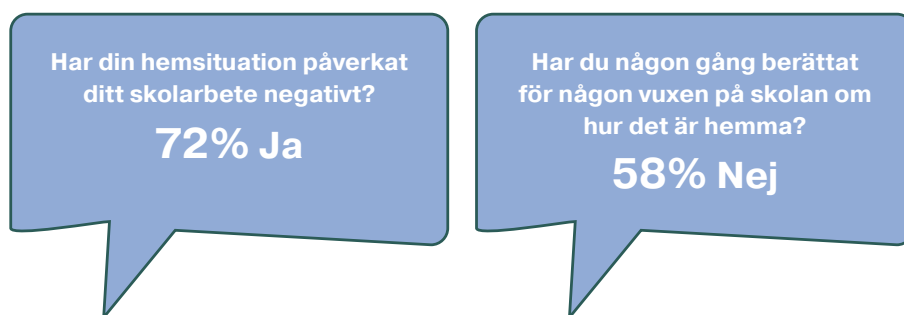 Har din hemsituation påverkat
ditt skolarbete negativt?
72% Ja
Har du någon gång berättat
för någon vuxen på skolan om
hur det är hemma?
58% Nej